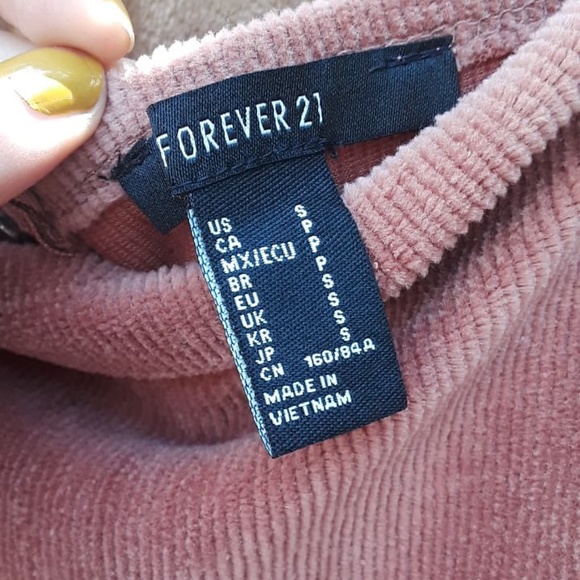 FOREVER 21
US S
CA P
MX/ECU P
BR P
EU S
UK S
KR S
JP S
CN 160/84A
MADE IN
VIETNAM